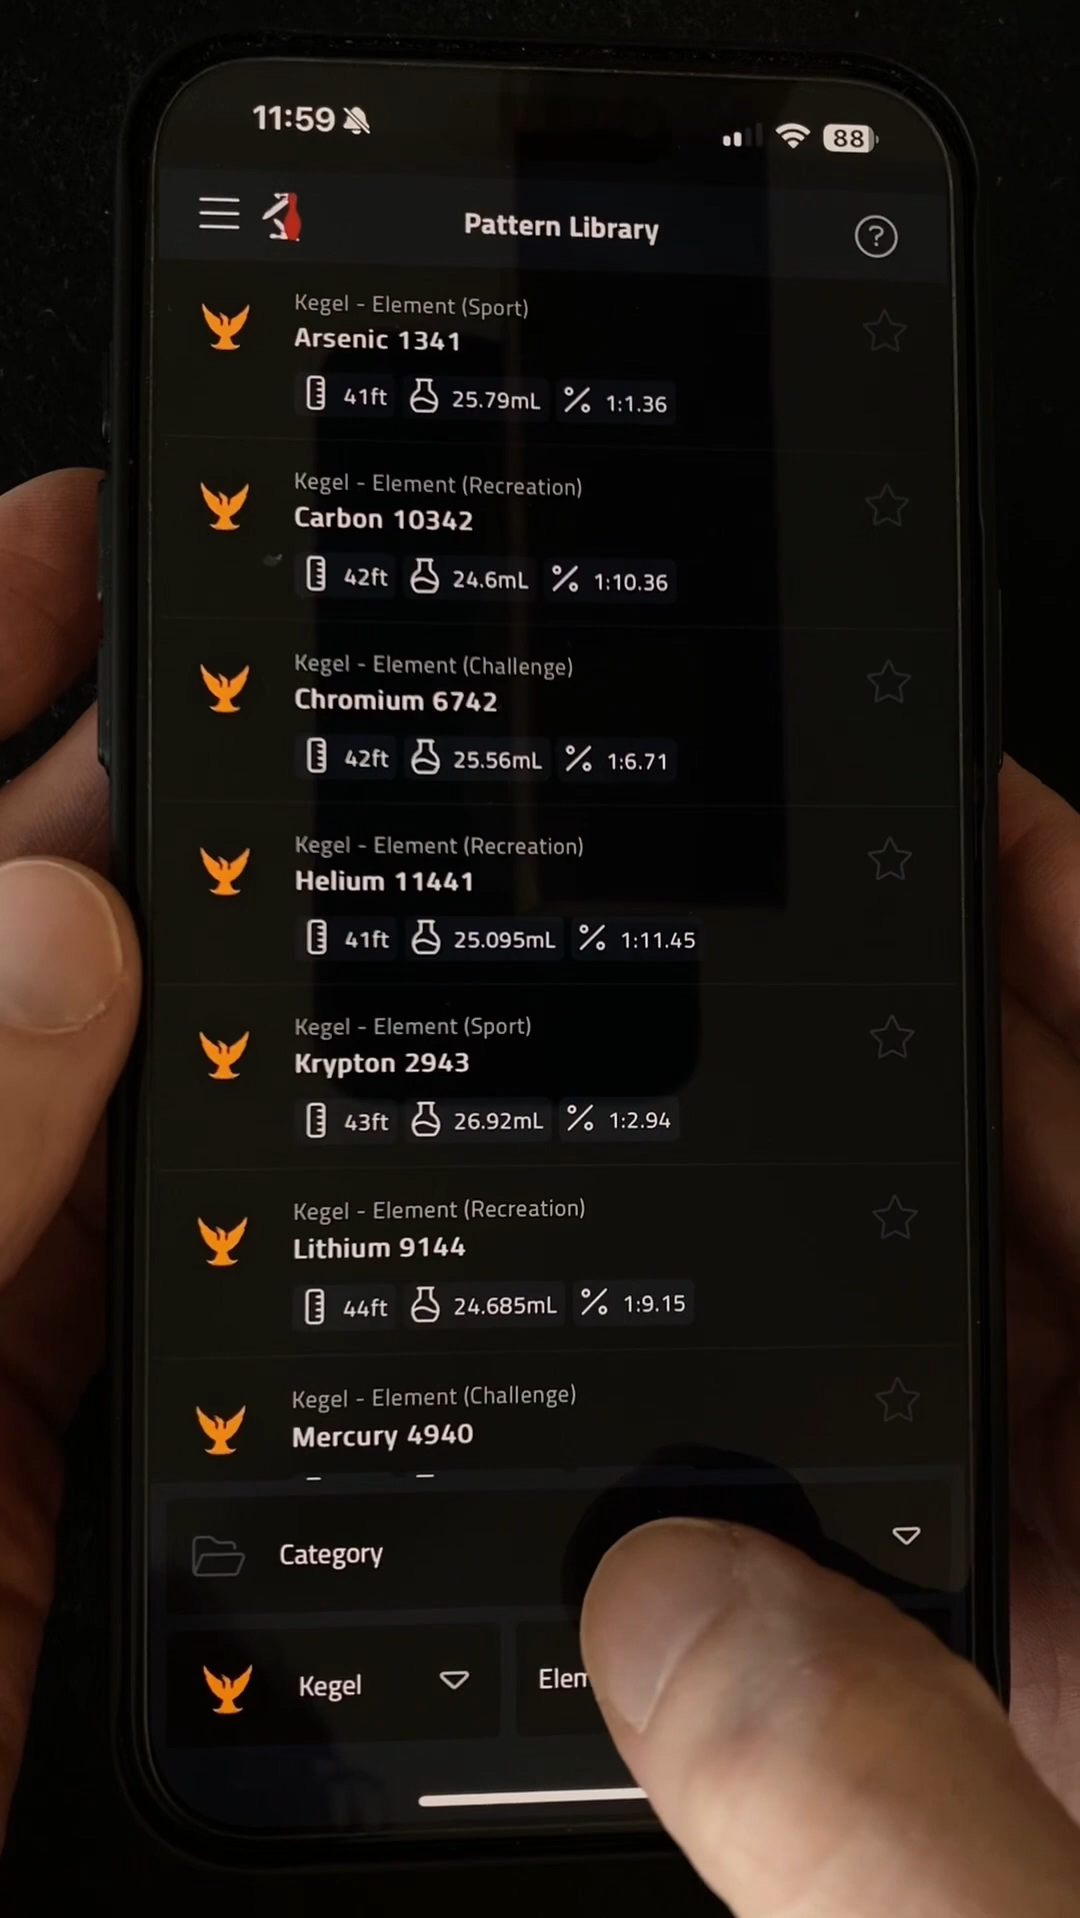 11:59
88
Pattern Library
?
Kegel - Element (Sport)
Arsenic 1341
41ft 25.79mL % 1:1.36
Kegel - Element (Recreation)
Carbon 10342
42ft 24.6mL % 1:10.36
Kegel - Element (Challenge)
Chromium 6742
42ft 25.56mL % 1:6.71
Kegel - Element (Recreation)
Helium 11441
41ft 25.095mL % 1:11.45
Kegel - Element (Sport)
Krypton 2943
43ft 26.92mL % 1:2.94
Kegel - Element (Recreation)
Lithium 9144
44ft 24.685mL % 1:9.15
Kegel - Element (Challenge)
Mercury 4940
Category
Kegel
Elem